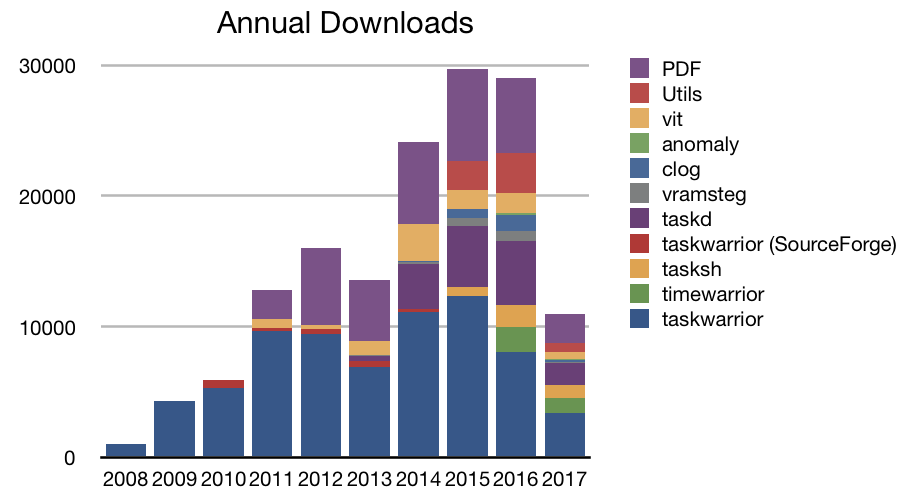 Annual Downloads
30000
20000
10000
0
2008 2009 2010 2011 2012 2013 2014 2015 2016 2017
PDF
Utils
vit
anomaly
clog
vramsteg
taskd
taskwarrior (SourceForge)
tasksh
timewarrior
taskwarrior